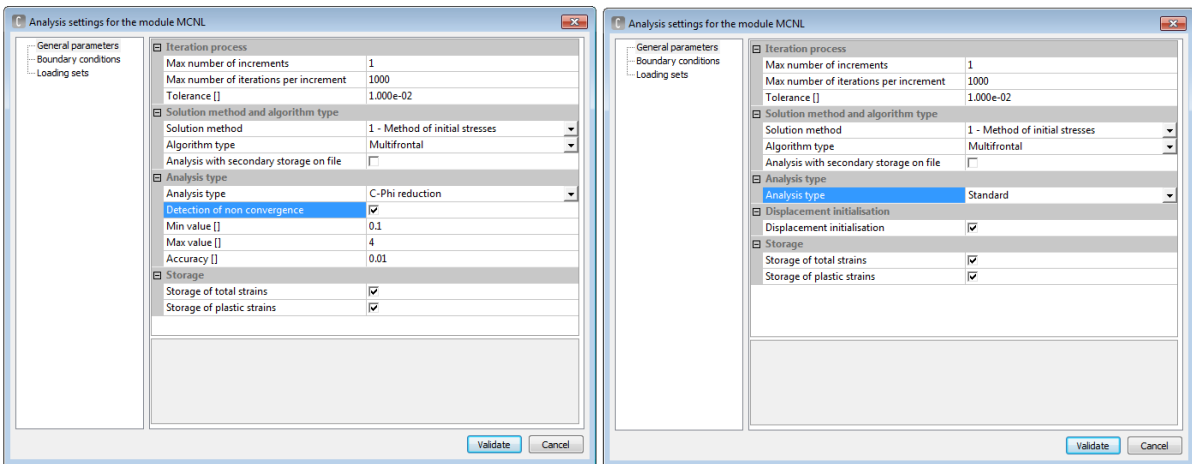 Analysis settings for the module MCNL
General parameters
Boundary conditions
Loading sets
Iteration process
Max number of increments 1
Max number of iterations per increment 1000
Tolerance [] 1.000e-02
Solution method and algorithm type
Solution method 1 - Method of initial stresses
Algorithm type Multifrontal
Analysis with secondary storage on file
Analysis type
Analysis type C-Phi reduction
Detection of non convergence
Min value [] 0.1
Max value [] 4
Accuracy [] 0.01
Storage
Storage of total strains
Storage of plastic strains
Validate Cancel
Analysis settings for the module MCNL
General parameters
Boundary conditions
Loading sets
Iteration process
Max number of increments 1
Max number of iterations per increment 1000
Tolerance [] 1.000e-02
Solution method and algorithm type
Solution method 1 - Method of initial stresses
Algorithm type Multifrontal
Analysis with secondary storage on file
Analysis type
Analysis type Standard
Displacement initialisation
Displacement initialisation
Storage
Storage of total strains
Storage of plastic strains
Validate Cancel